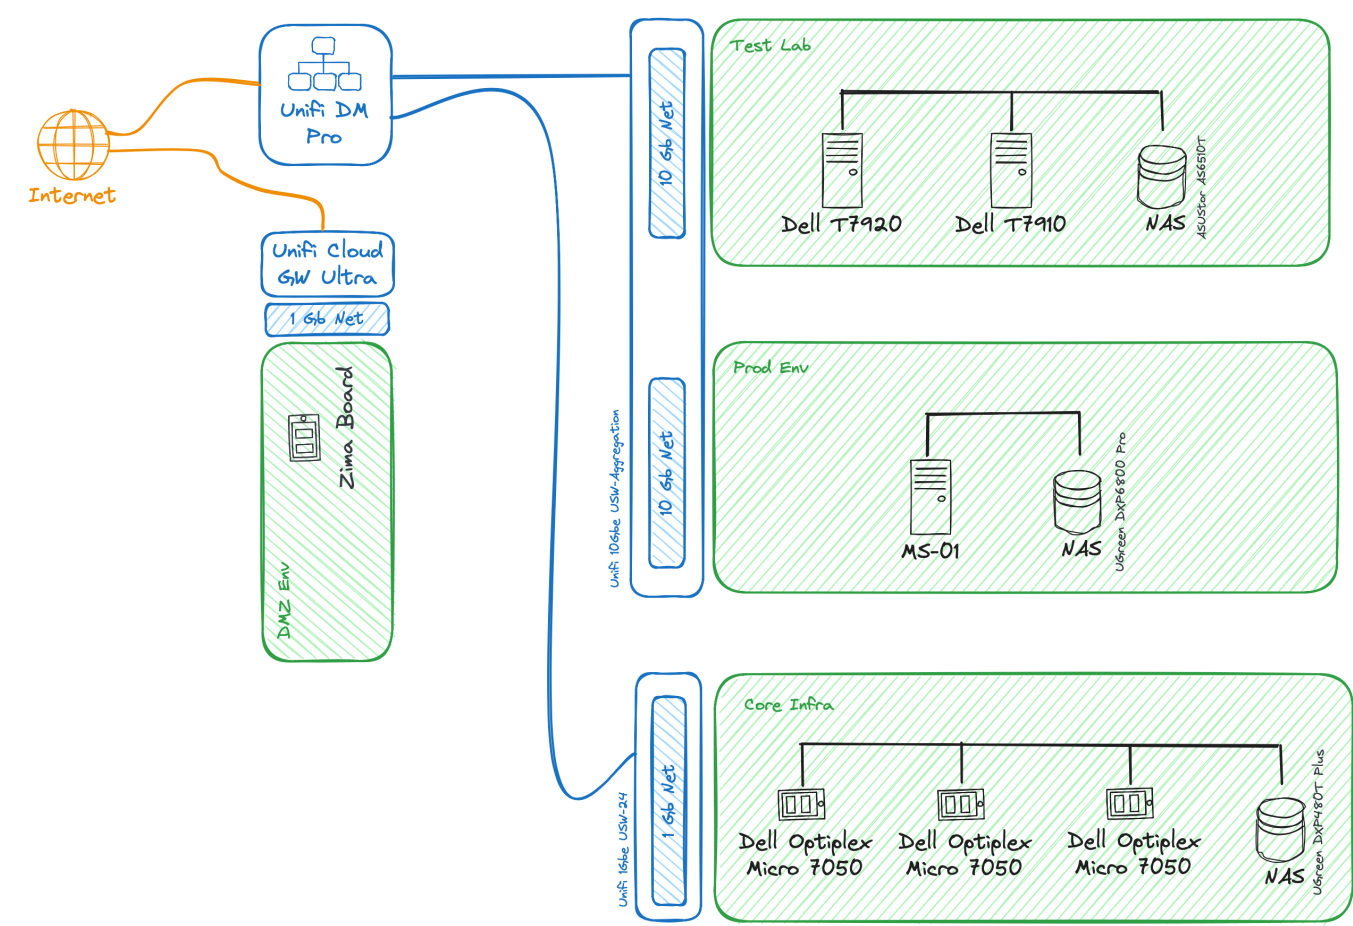 Internet
Unifi DM
Pro
Unifi Cloud
GW Ultra
1 Gb Net
Zima Board
DMZ Env
Unifi 10Gbe USW-Aggregation
10 Gb Net
10 Gb Net
Test Lab
Dell T7920
Dell T7910
NAS
ASUStor AS6510T
Prod Env
MS-01
NAS
UGreen DXP6800 Pro
Unifi 1Gbe USW-24
1 Gb Net
Core Infra
Dell Optiplex
Micro 7050
Dell Optiplex
Micro 7050
Dell Optiplex
Micro 7050
NAS
UGreen DXP480T Plus